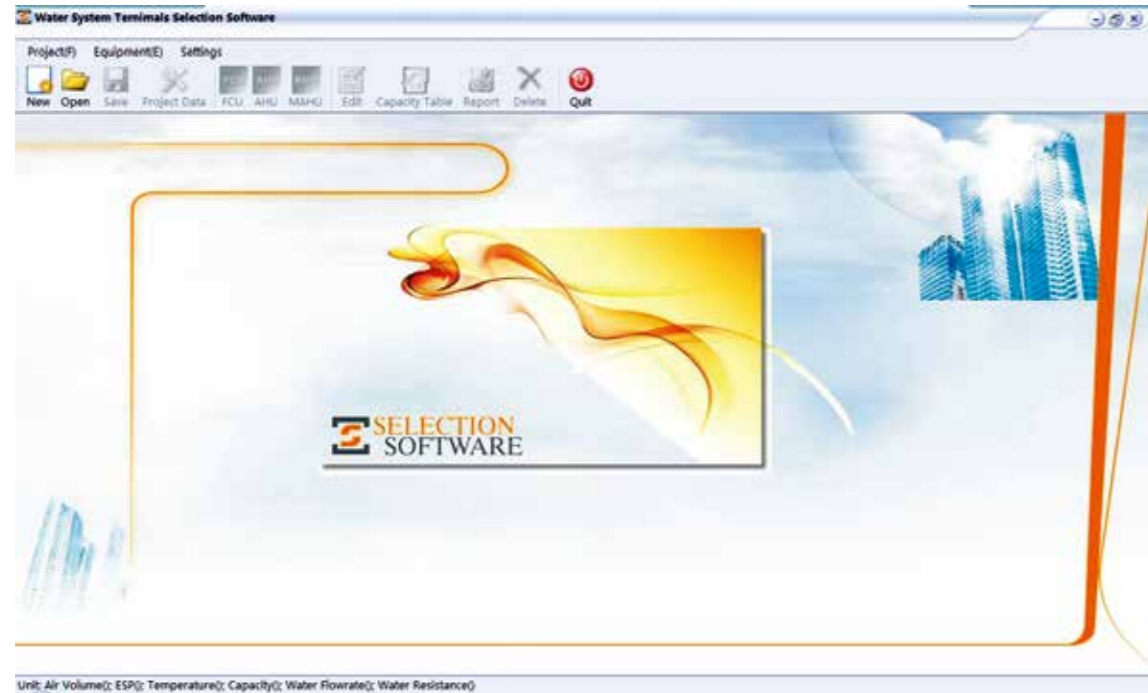 Water System Ternimals Selection Software
Project(F) Equipment(E) Settings
New Open Save Project Data FCU AHU MAHU Edit Capacity Table Report Delete Quit
SELECTION
SOFTWARE
Unit: Air Volume(); ESP(); Temperature(); Capacity(); Water Flowrate(); Water Resistance()